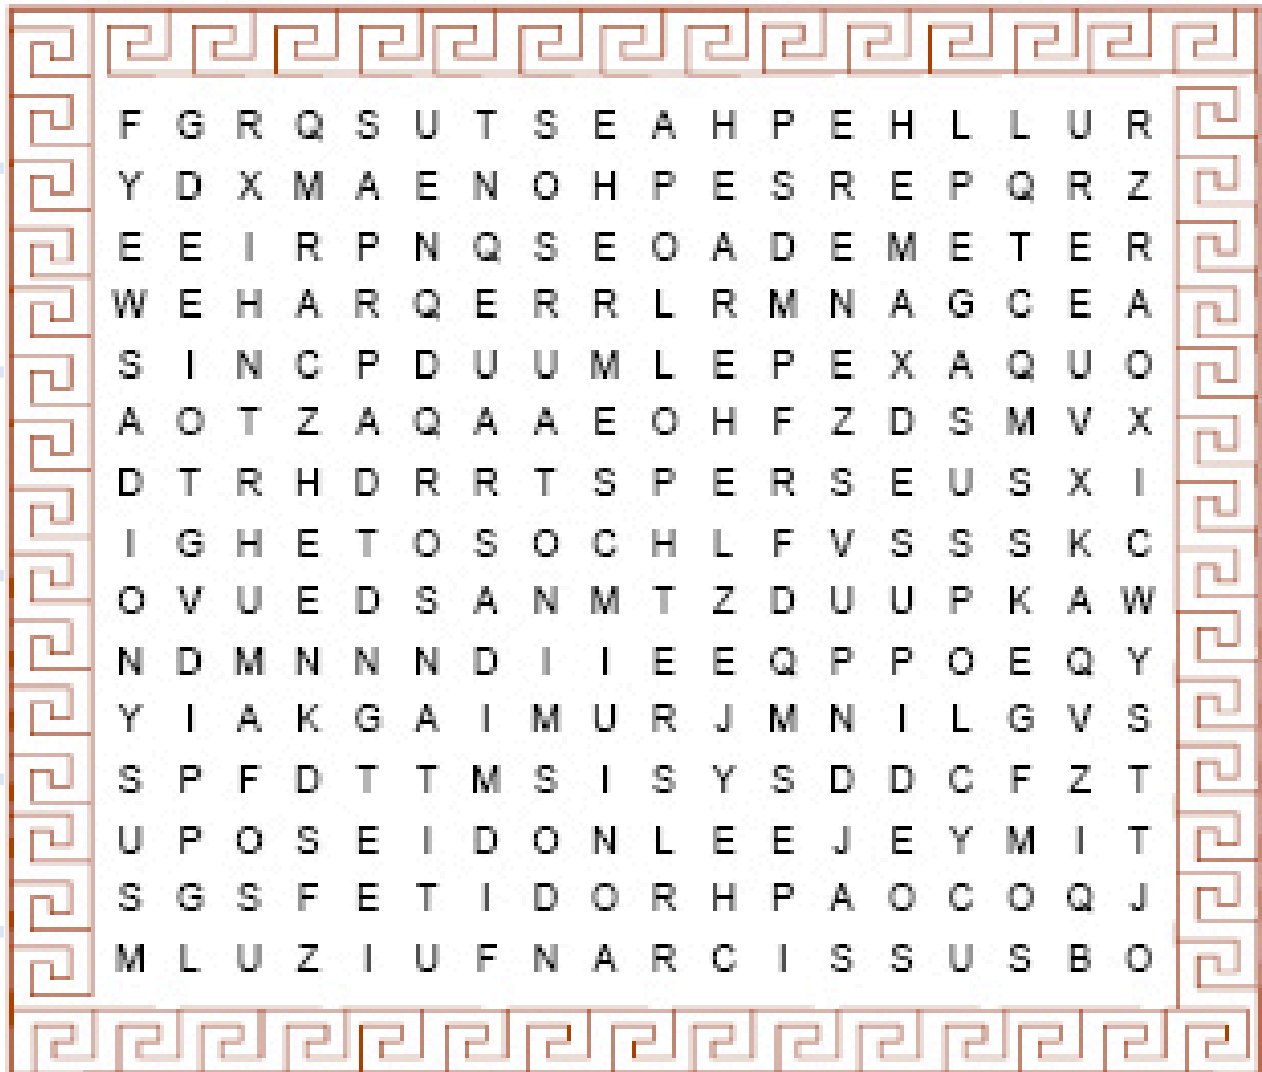 F G R Q S U T S E A H P E H L L U R
Y D X M A E N O H P E S R E P Q R Z
E E I R P N Q S E O A D E M E T E R
W E H A R Q E R R L R M N A G C E A
S I N C P D U U M L E P E X A Q U O
A O T Z A Q A A E O H F Z D S M V X
D T R H D R R T S P E R S E U S X I
I G H E T O S O C H L F V S S S K C
O V U E D S A N M T Z D U U P K A W
N D M N N N D I I E E Q P P O E Q Y
Y I A K G A I M U R J M N I L G V S
S P F D T T M S I S Y S D D C F Z T
U P O S E I D O N L E E J E Y M I T
S G S F E T I D O R H P A O C O Q J
M L U Z I U F N A R C I S S U S B O